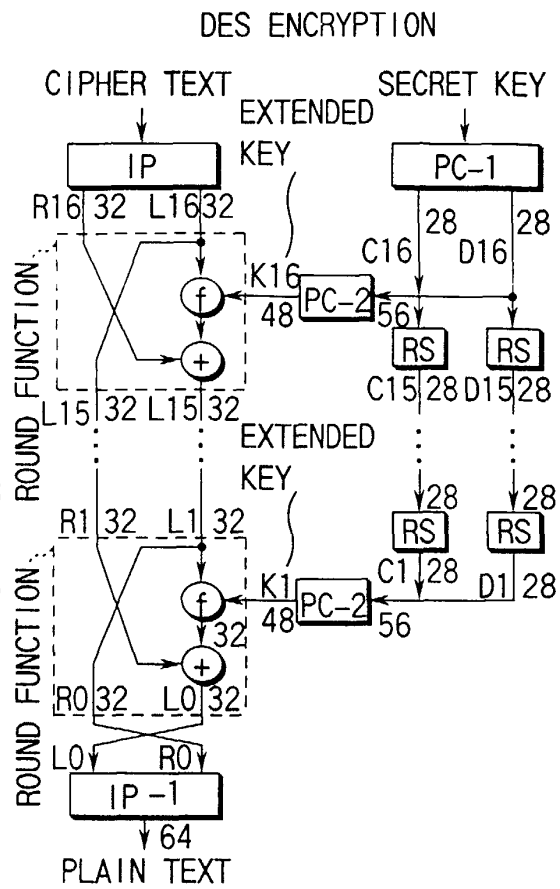 DES ENCRYPTION
CIPHER TEXT
SECRET KEY
EXTENDED
KEY
IP
PC-1
R16 32 L16 32
28 28
C16 D16
ROUND FUNCTION
f
K16
48
PC-2
56
+
RS RS
L15 32 L15 32
C15 28 D15 28
EXTENDED
KEY
R1 32 L1 32
28 28
RS RS
ROUND FUNCTION
f
K1
48
PC-2
56
C1 28 D1 28
32
+
R0 32 L0 32
L0 R0
IP-1
64
PLAIN TEXT